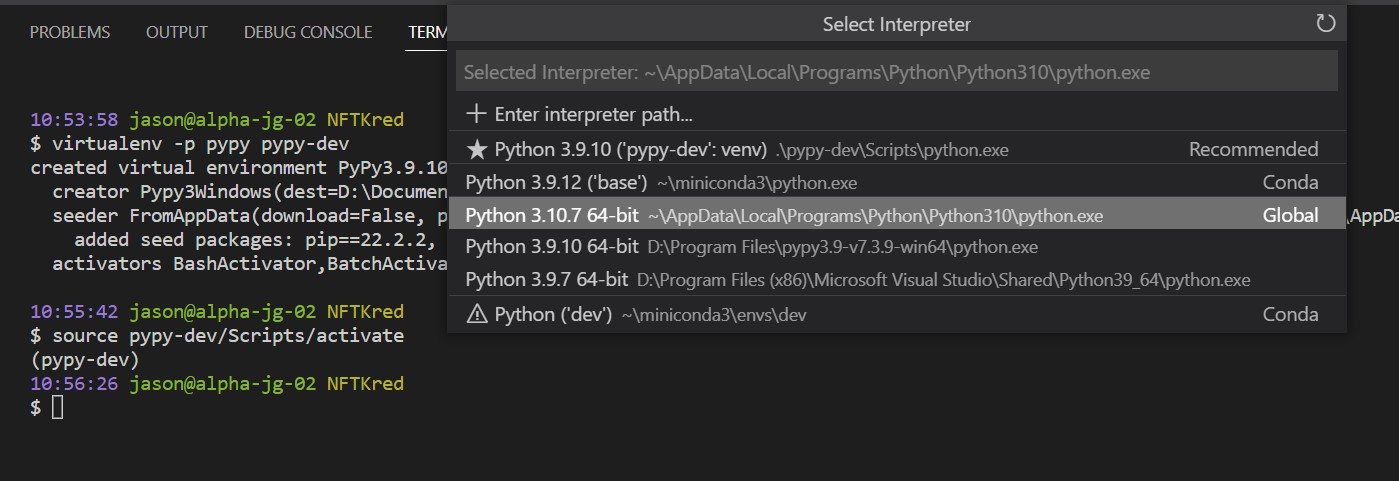 PROBLEMS OUTPUT DEBUG CONSOLE TERM
10:53:58 jason@alpha-jg-02 NFTKred
$ virtualenv -p pypy pypy-dev
created virtual environment PyPy3.9.10
creator Pypy3Windows(dest=D:\Documen
seeder FromAppData(download=False, p
\AppDa
added seed packages: pip==22.2.2,
activators BashActivator,BatchActiva
10:55:42 jason@alpha-jg-02 NFTKred
$ source pypy-dev/Scripts/activate
(pypy-dev)
10:56:26 jason@alpha-jg-02 NFTKred
$
Select Interpreter
Selected Interpreter: ~\AppData\Local\Programs\Python\Python310\python.exe
Enter interpreter path...
Python 3.9.10 ('pypy-dev': venv) .\pypy-dev\Scripts\python.exe Recommended
Python 3.9.12 ('base') ~\miniconda3\python.exe Conda
Python 3.10.7 64-bit ~\AppData\Local\Programs\Python\Python310\python.exe Global
Python 3.9.10 64-bit D:\Program Files\pypy3.9-v7.3.9-win64\python.exe
Python 3.9.7 64-bit D:\Program Files (x86)\Microsoft Visual Studio\Shared\Python39_64\python.exe
Python ('dev') ~\miniconda3\envs\dev Conda